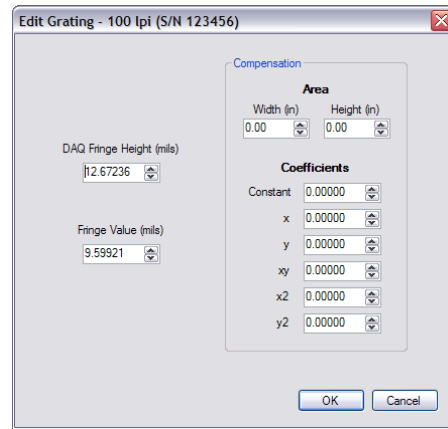 Edit Grating - 100 lpi (S/N 123456)
Compensation
Area
Width (in) Height (in)
0.00 0.00
DAQ Fringe Height (mils)
12.67236
Coefficients
Constant 0.00000
x 0.00000
Fringe Value (mils)
y 0.00000
9.59921
xy 0.00000
x2 0.00000
y2 0.00000
OK Cancel